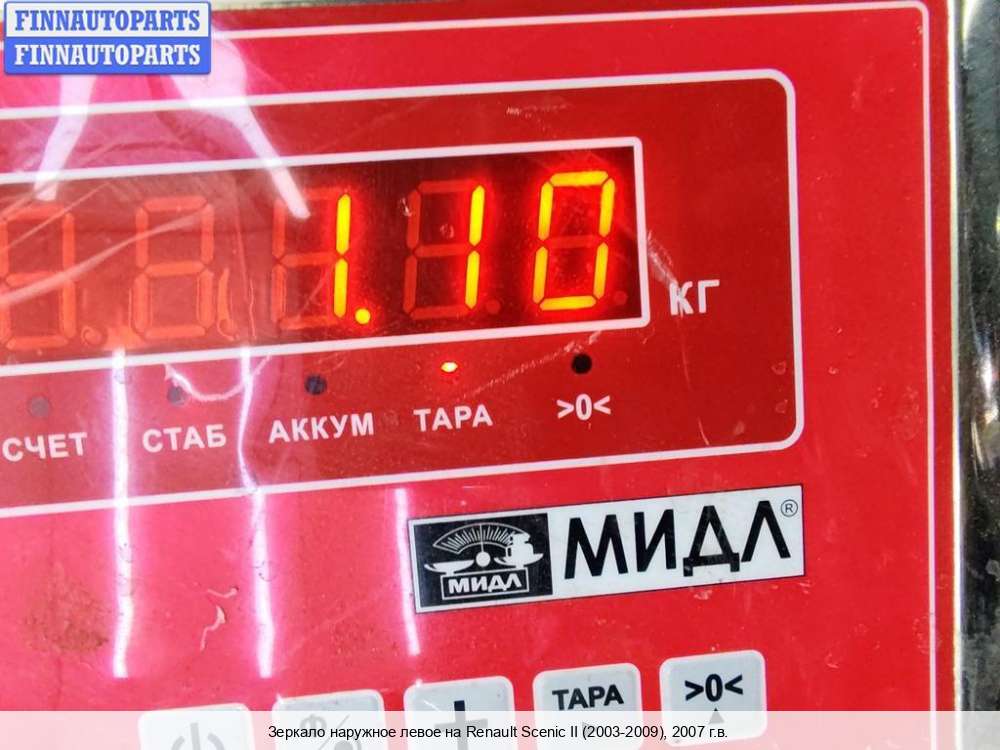 FINNAUTOPARTS
FINNAUTOPARTS
1.10
КГ
СЧЕТ СТАБ АККУМ ТАРА >0<
МИДЛ МИДЛ®
ТАРА >0<
Зеркало наружное левое на Renault Scenic II (2003-2009), 2007 г.в.